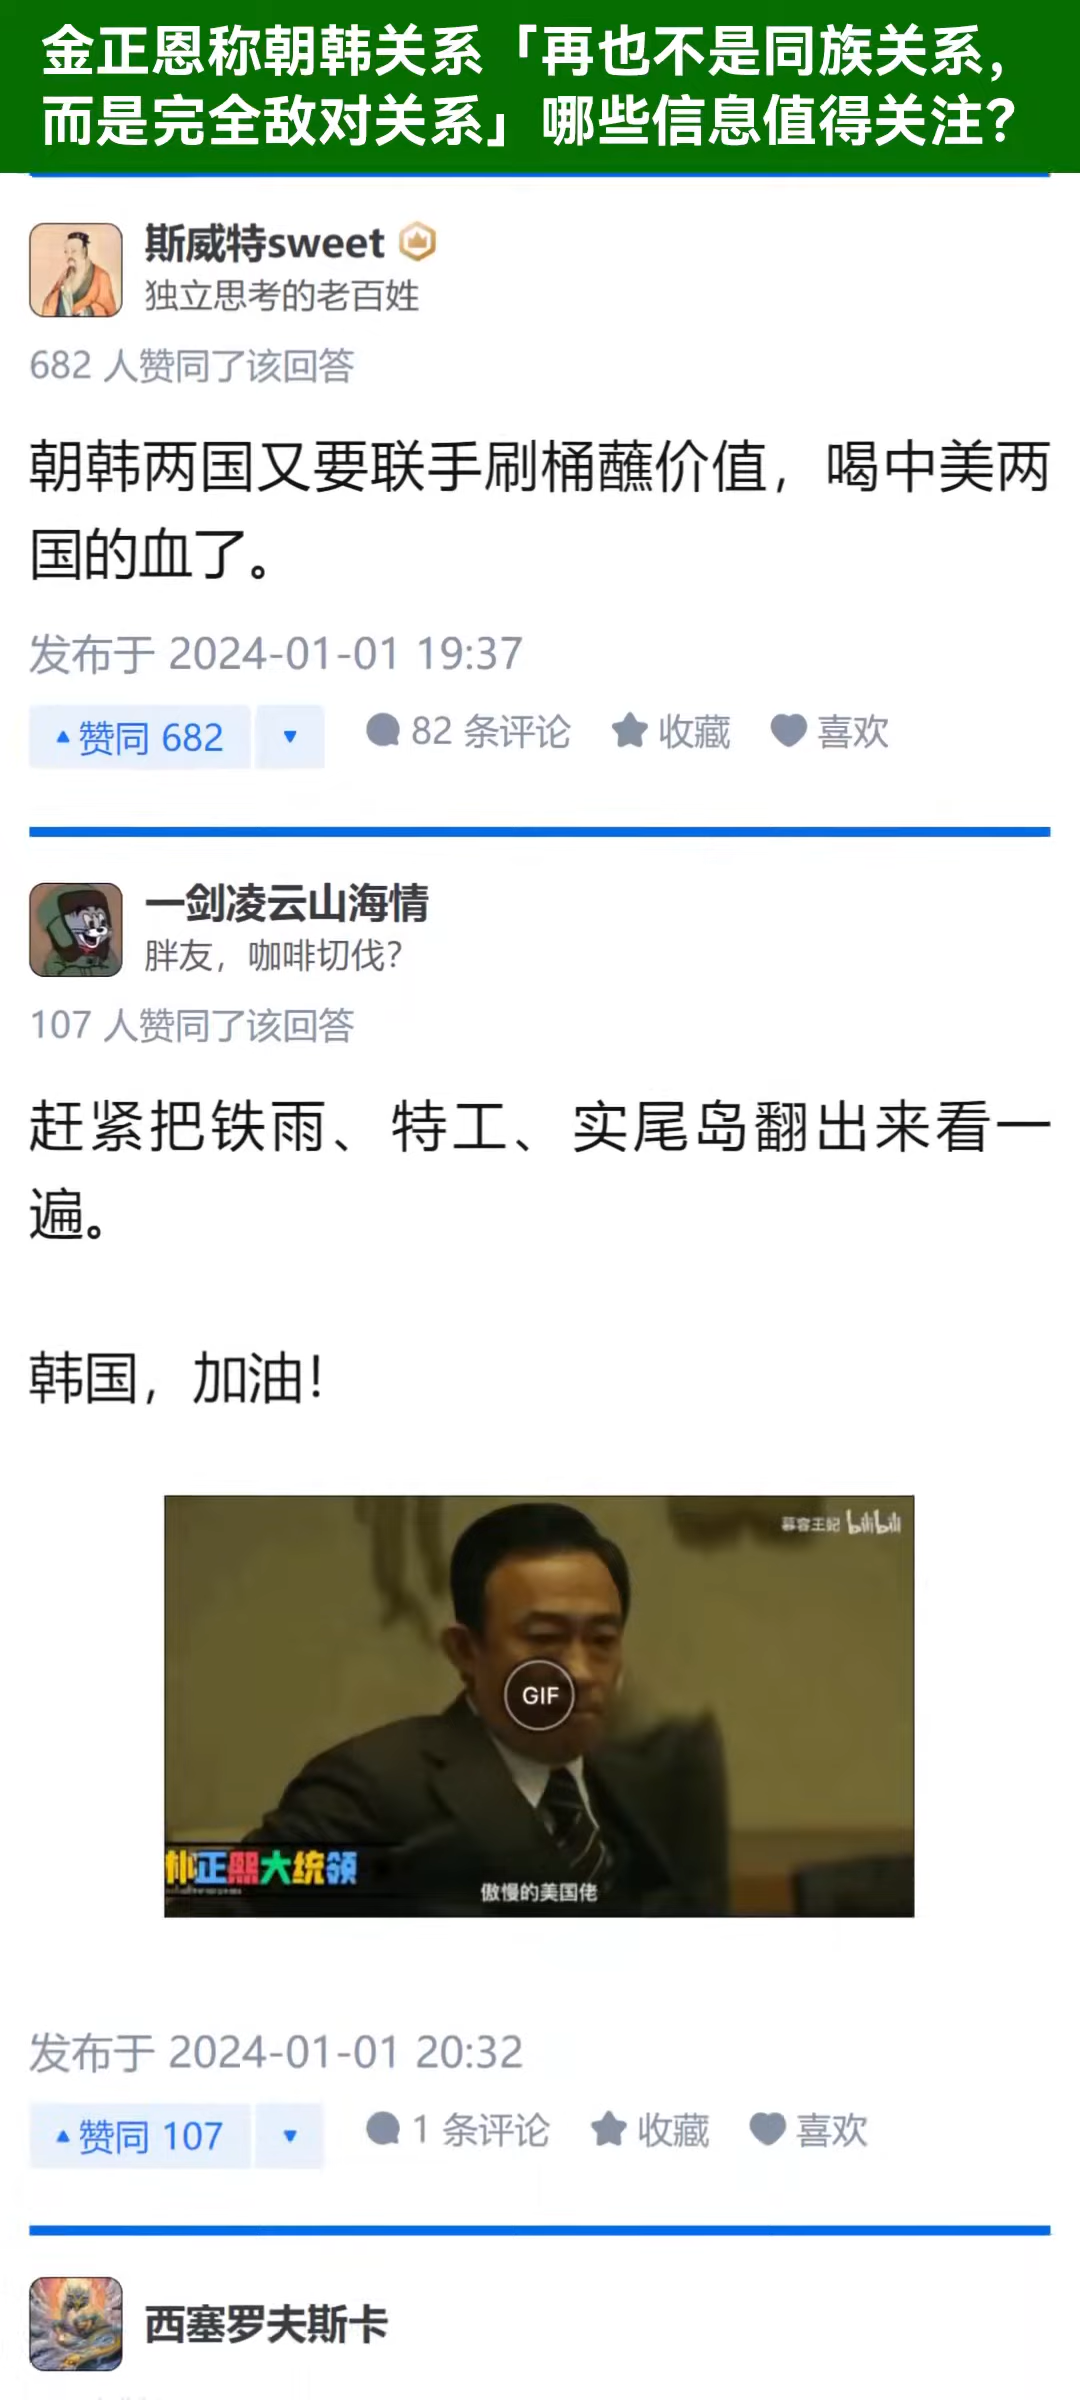 金正恩称朝韩关系「再也不是同族关系，
而是完全敌对关系」哪些信息值得关注？
斯威特sweet
独立思考的老百姓
682 人赞同了该回答
朝韩两国又要联手刷桶蘸价值，喝中美两
国的血了。
发布于 2024-01-01 19:37
赞同 682
82 条评论
收藏
喜欢
一剑凌云山海情
胖友，咖啡切伐？
107 人赞同了该回答
赶紧把铁雨、特工、实尾岛翻出来看一
遍。
韩国，加油！
慕容王妃 bilibili
GIF
朴正熙大统领
傲慢的美国佬
发布于 2024-01-01 20:32
赞同 107
1 条评论
收藏
喜欢
西塞罗夫斯卡